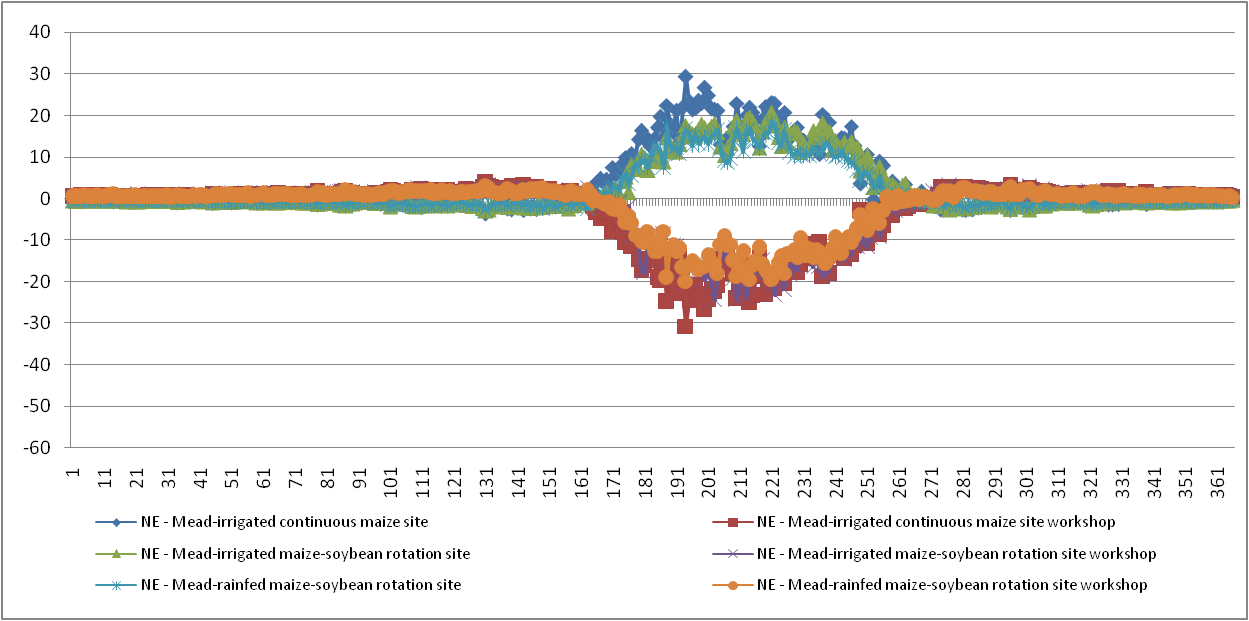 40
30
20
10
0
-10
-20
-30
-40
-50
-60
1 11 21 31 41 51 61 71 81 91 101 111 121 131 141 151 161 171 181 191 201 211 221 231 241 251 261 271 281 291 301 311 321 331 341 351 361
NE - Mead-irrigated continuous maize site
NE - Mead-irrigated continuous maize site workshop
NE - Mead-irrigated maize-soybean rotation site
NE - Mead-irrigated maize-soybean rotation site workshop
NE - Mead-rainfed maize-soybean rotation site
NE - Mead-rainfed maize-soybean rotation site workshop